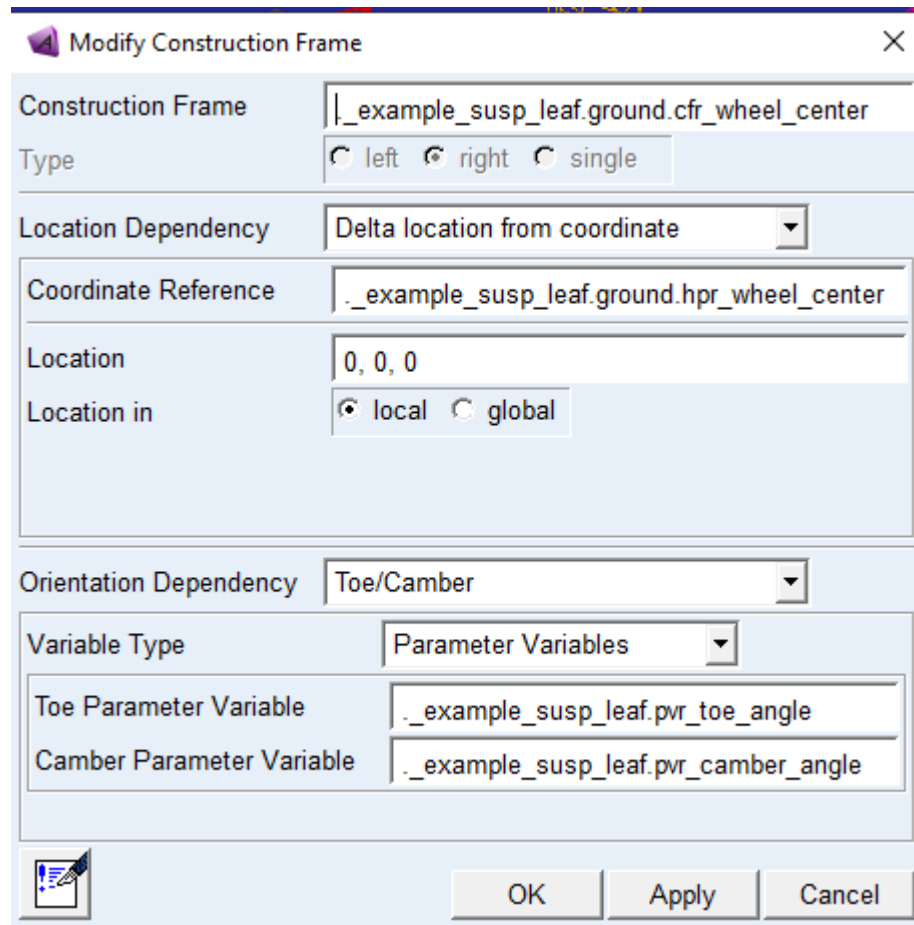 Modify Construction Frame
Construction Frame ._example_susp_leaf.ground.cfr_wheel_center
Type left right single
Location Dependency Delta location from coordinate
Coordinate Reference ._example_susp_leaf.ground.hpr_wheel_center
Location 0, 0, 0
Location in local global
Orientation Dependency Toe/Camber
Variable Type Parameter Variables
Toe Parameter Variable ._example_susp_leaf.pvr_toe_angle
Camber Parameter Variable ._example_susp_leaf.pvr_camber_angle
OK Apply Cancel